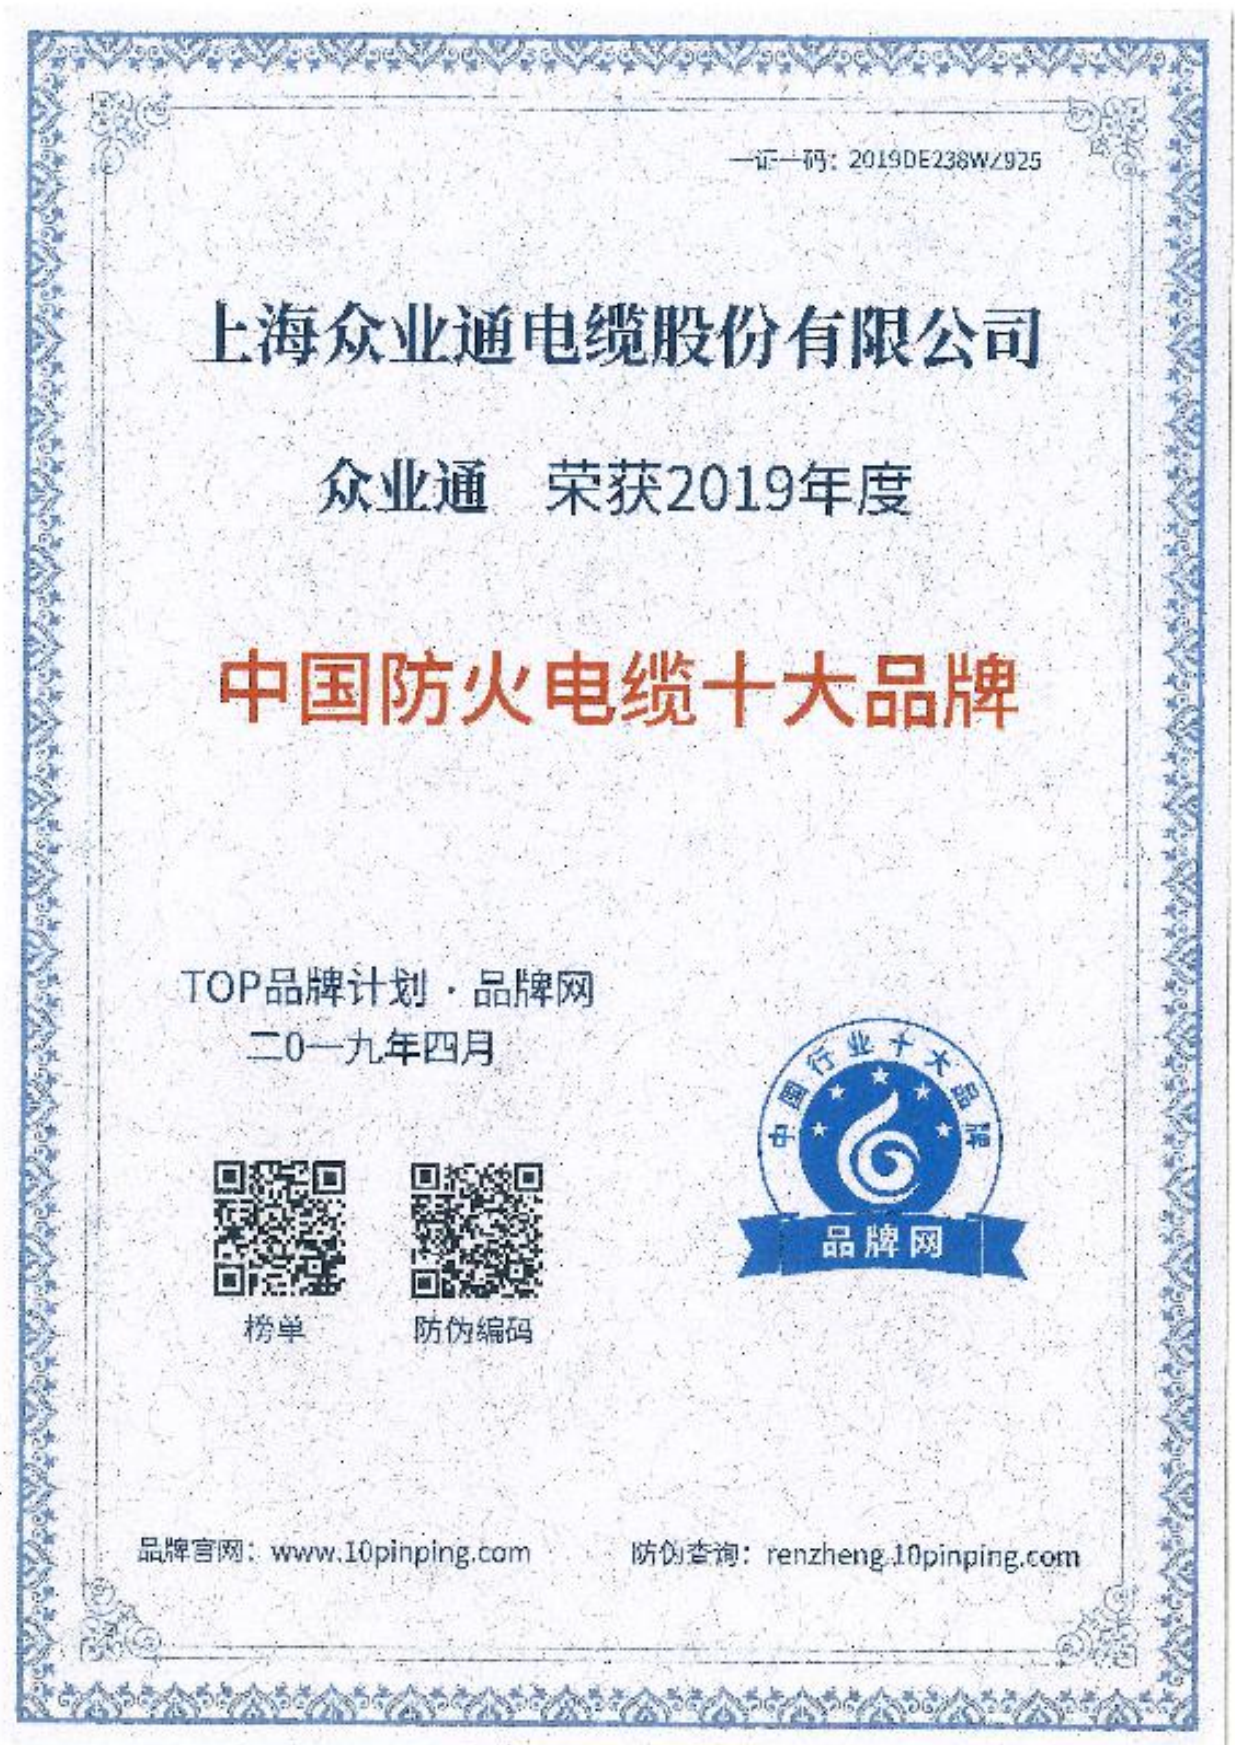 一证一码：2019DE238WZ925
上海众业通电缆股份有限公司
众业通 荣获2019年度
中国防火电缆十大品牌
TOP品牌计划·品牌网
二0一九年四月
中国行业十大品牌
品牌网
榜单
防伪编码
品牌官网：www.10pinping.com
防伪查询：renzheng.10pinping.com